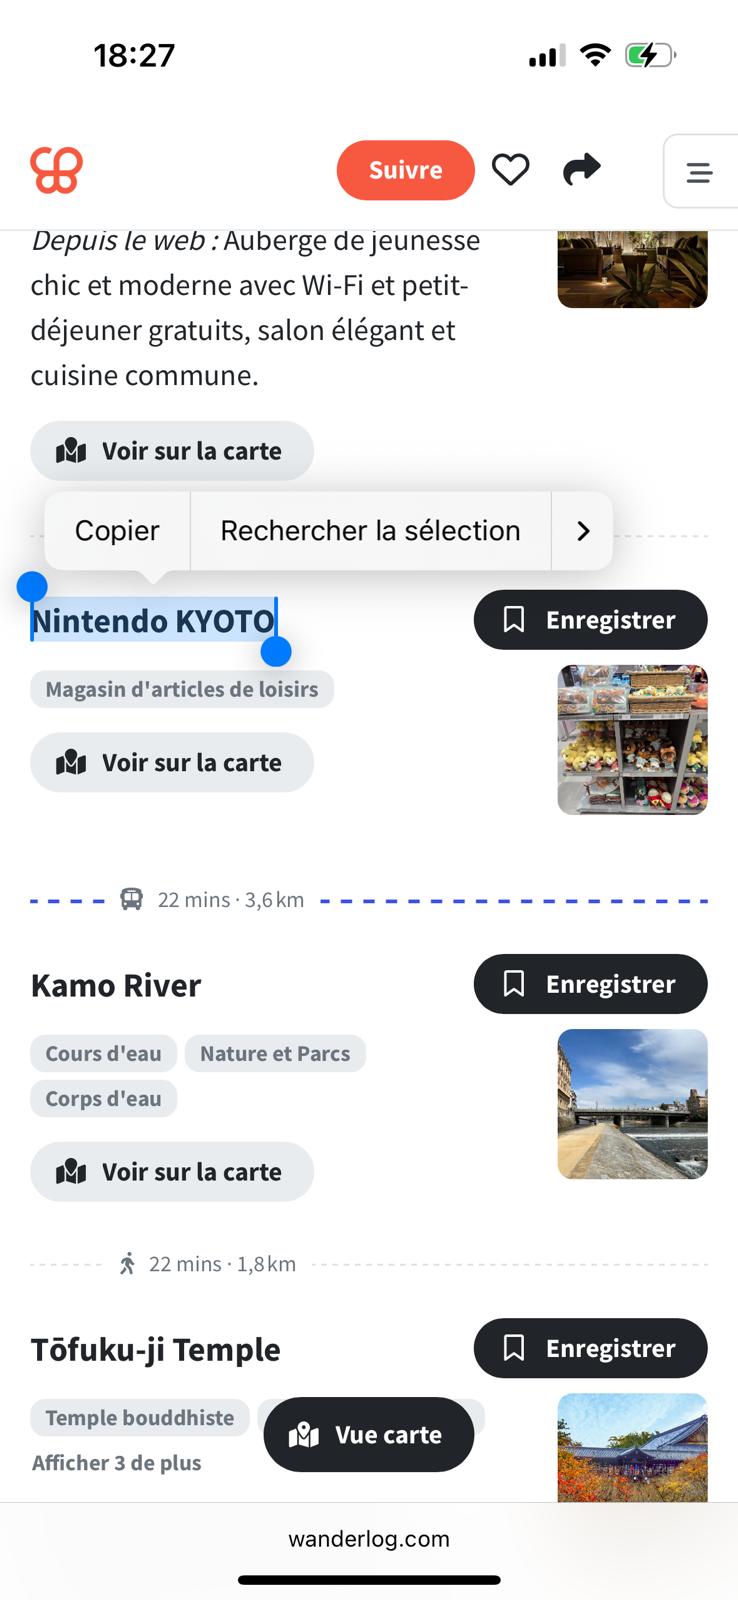 18:27
Suivre
Depuis le web : Auberge de jeunesse
chic et moderne avec Wi-Fi et petit-
déjeuner gratuits, salon élégant et
cuisine commune.
Voir sur la carte
Copier
Rechercher la sélection
Nintendo KYOTO
Enregistrer
Magasin d'articles de loisirs
Voir sur la carte
22 mins · 3,6 km
Kamo River
Enregistrer
Cours d'eau
Nature et Parcs
Corps d'eau
Voir sur la carte
22 mins · 1,8 km
Tōfuku-ji Temple
Enregistrer
Temple bouddhiste
Vue carte
Afficher 3 de plus
wanderlog.com